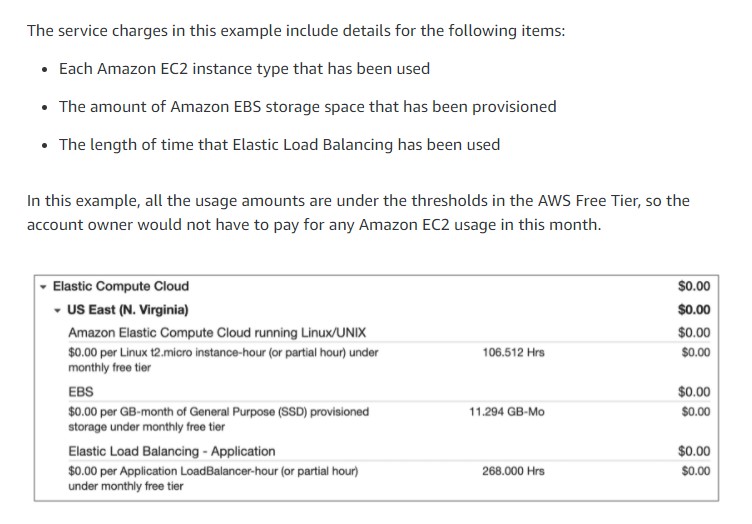 The service charges in this example include details for the following items:
• Each Amazon EC2 instance type that has been used
• The amount of Amazon EBS storage space that has been provisioned
• The length of time that Elastic Load Balancing has been used
In this example, all the usage amounts are under the thresholds in the AWS Free Tier, so the
account owner would not have to pay for any Amazon EC2 usage in this month.
Elastic Compute Cloud $0.00
US East (N. Virginia) $0.00
Amazon Elastic Compute Cloud running Linux/UNIX $0.00
$0.00 per Linux t2.micro instance-hour (or partial hour) under 106.512 Hrs $0.00
monthly free tier
EBS $0.00
$0.00 per GB-month of General Purpose (SSD) provisioned 11.294 GB-Mo $0.00
storage under monthly free tier
Elastic Load Balancing - Application $0.00
$0.00 per Application LoadBalancer-hour (or partial hour) 268.000 Hrs $0.00
under monthly free tier